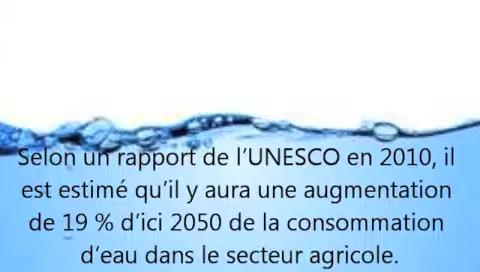 Selon un rapport de l’UNESCO en 2010, il
est estimé qu’il y aura une augmentation
de 19 % d’ici 2050 de la consommation
d’eau dans le secteur agricole.